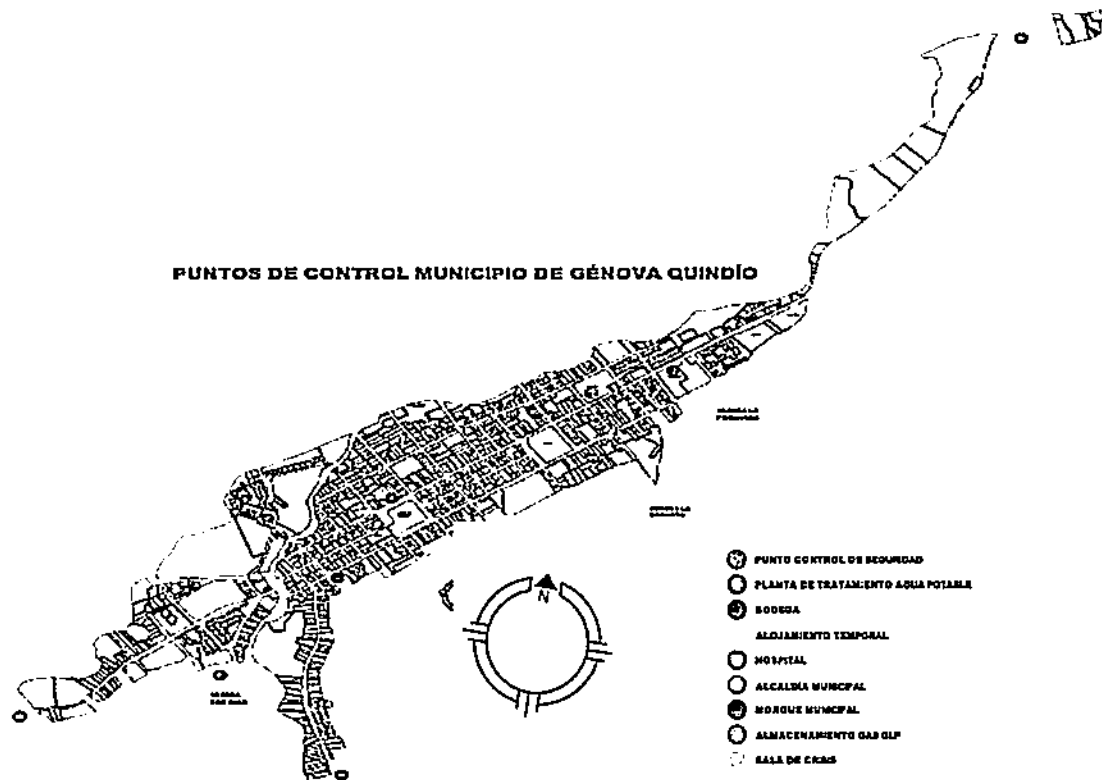 PUNTOS DE CONTROL MUNICIPIO DE GÉNOVA QUINDÍO
N
PUNTO CONTROL DE SEGURIDAD
PLANTA DE TRATAMIENTO AGUA POTABLE
BODEGA
ALOJAMIENTO TEMPORAL
HOSPITAL
ALCALDÍA MUNICIPAL
MORGUE MUNICIPAL
ALMACENAMIENTO GAS GLP
SALA DE CRISIS